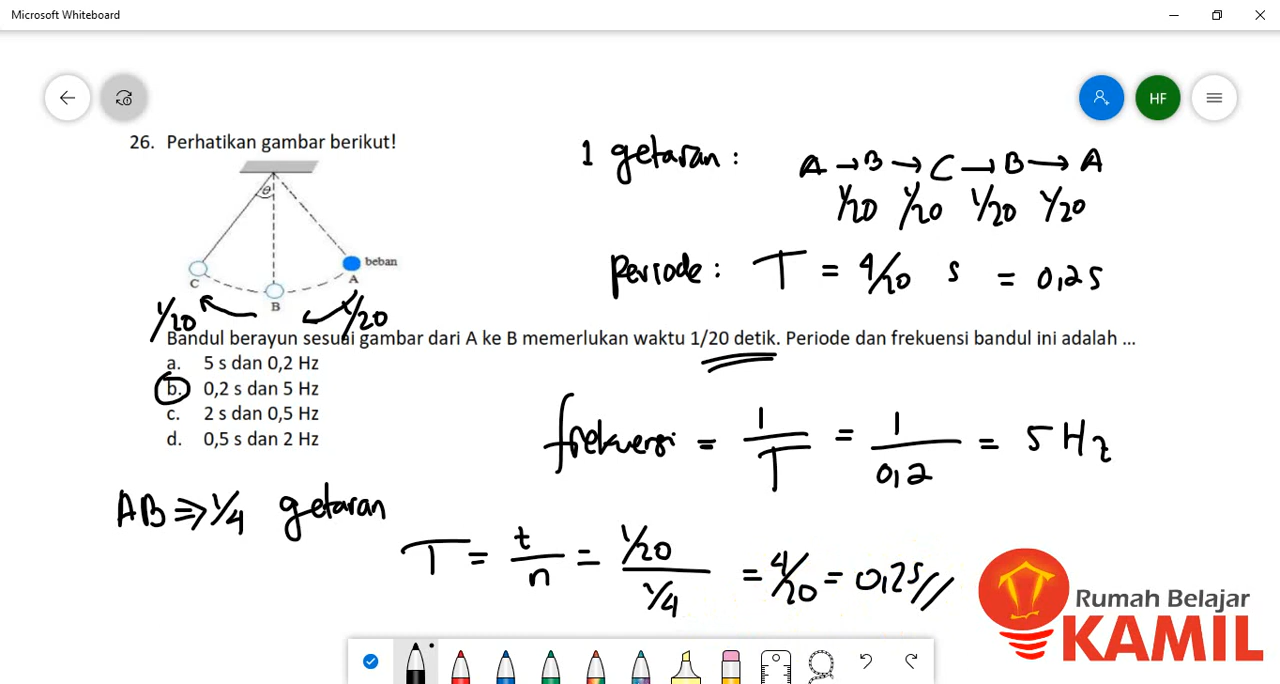 Microsoft Whiteboard
HF
26. Perhatikan gambar berikut!
θ
beban
C
A
B
1/20
1/20
Bandul berayun sesuai gambar dari A ke B memerlukan waktu 1/20 detik. Periode dan frekuensi bandul ini adalah ...
a. 5 s dan 0,2 Hz
b. 0,2 s dan 5 Hz
c. 2 s dan 0,5 Hz
d. 0,5 s dan 2 Hz
1 getaran : A → B → C → B → A
1/20 1/20 1/20 1/20
Periode : T = 4/20 s = 0,2 s
frekuensi = 1/T = 1/0,2 = 5 Hz
AB ⇒ 1/4 getaran
T = t/n = 1/20 / 1/4 = 4/20 = 0,2 s //
Rumah Belajar
KAMIL